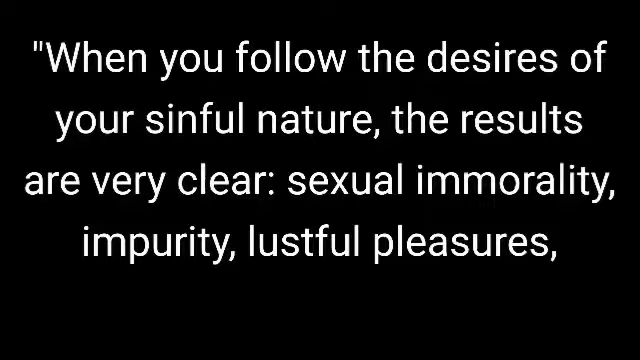 "When you follow the desires of
your sinful nature, the results
are very clear: sexual immorality,
impurity, lustful pleasures,